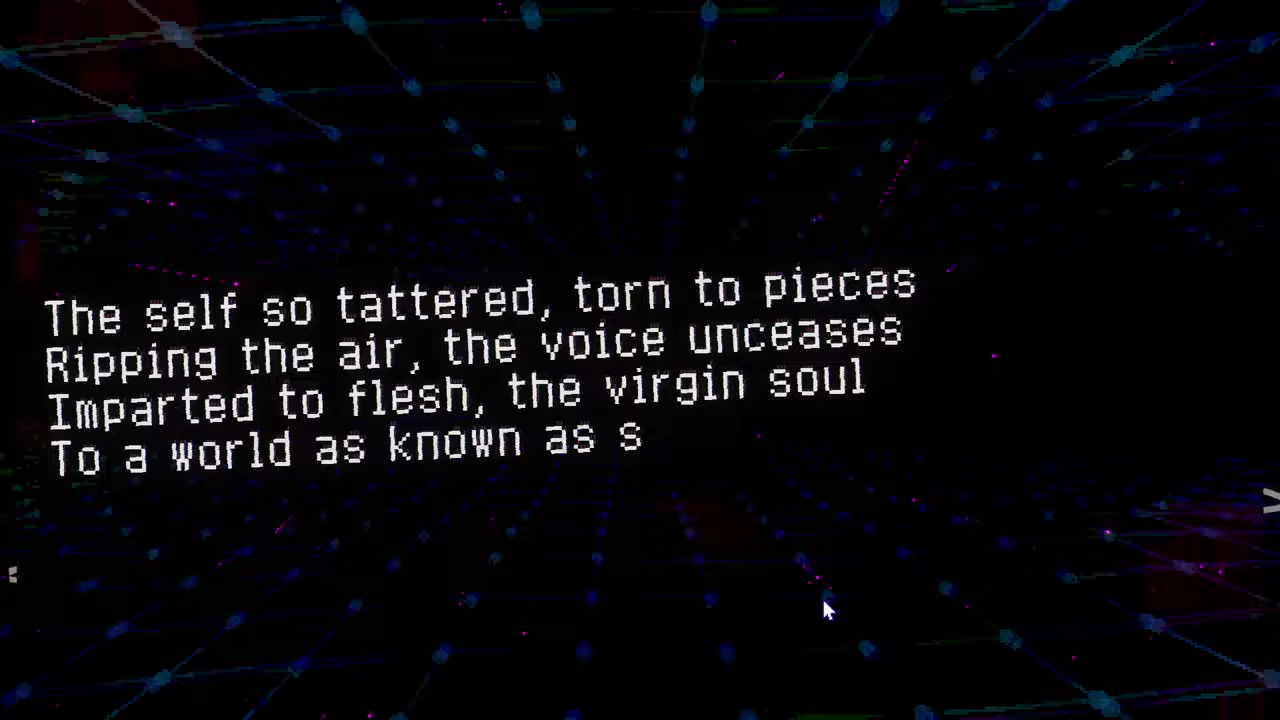 The self so tattered, torn to pieces
Ripping the air, the voice unceases
Imparted to flesh, the virgin soul
To a world as known as s